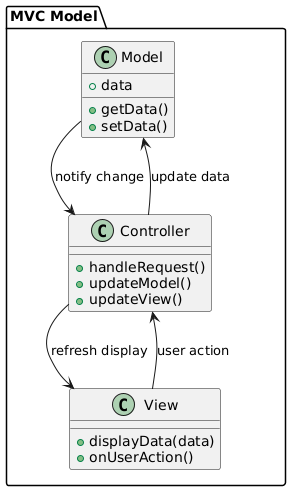 MVC Model
C Model
data
getData()
setData()
notify change
update data
C Controller
handleRequest()
updateModel()
updateView()
refresh display
user action
C View
displayData(data)
onUserAction()